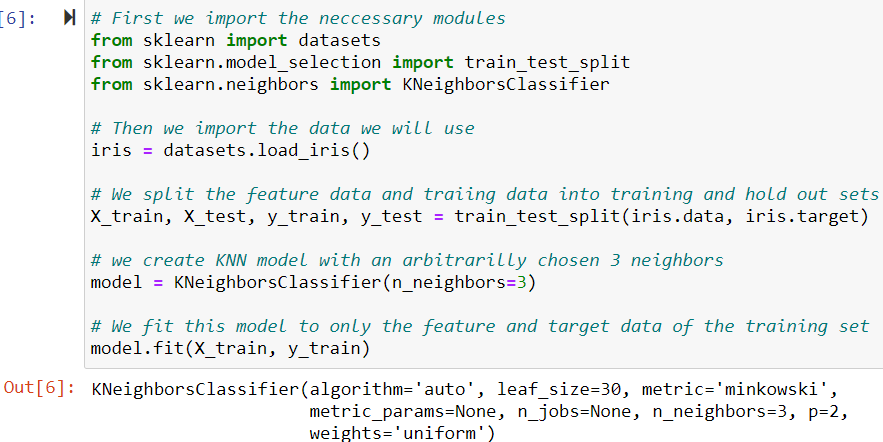 [6]:
# First we import the neccessary modules
from sklearn import datasets
from sklearn.model_selection import train_test_split
from sklearn.neighbors import KNeighborsClassifier
# Then we import the data we will use
iris = datasets.load_iris()
# We split the feature data and traiing data into training and hold out sets
X_train, X_test, y_train, y_test = train_test_split(iris.data, iris.target)
# we create KNN model with an arbitrarilly chosen 3 neighbors
model = KNeighborsClassifier(n_neighbors=3)
# We fit this model to only the feature and target data of the training set
model.fit(X_train, y_train)
Out[6]: KNeighborsClassifier(algorithm='auto', leaf_size=30, metric='minkowski',
metric_params=None, n_jobs=None, n_neighbors=3, p=2,
weights='uniform')